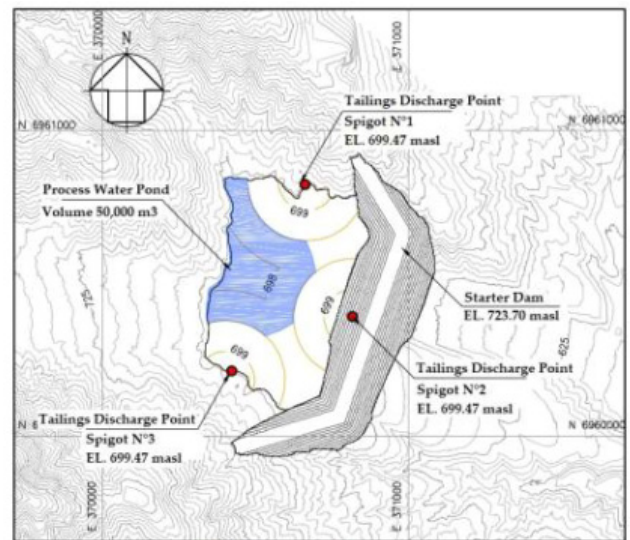 E 370000
E 371000
N
N 6961000
N 6961000
Tailings Discharge Point
Spigot N°1
EL. 699.47 masl
Process Water Pond
Volume 50,000 m3
699
698
699
699
725
625
Starter Dam
EL. 723.70 masl
Tailings Discharge Point
Spigot N°2
EL. 699.47 masl
Tailings Discharge Point
Spigot N°3
EL. 699.47 masl
N 6
N 6960000
E 370000
E 371000